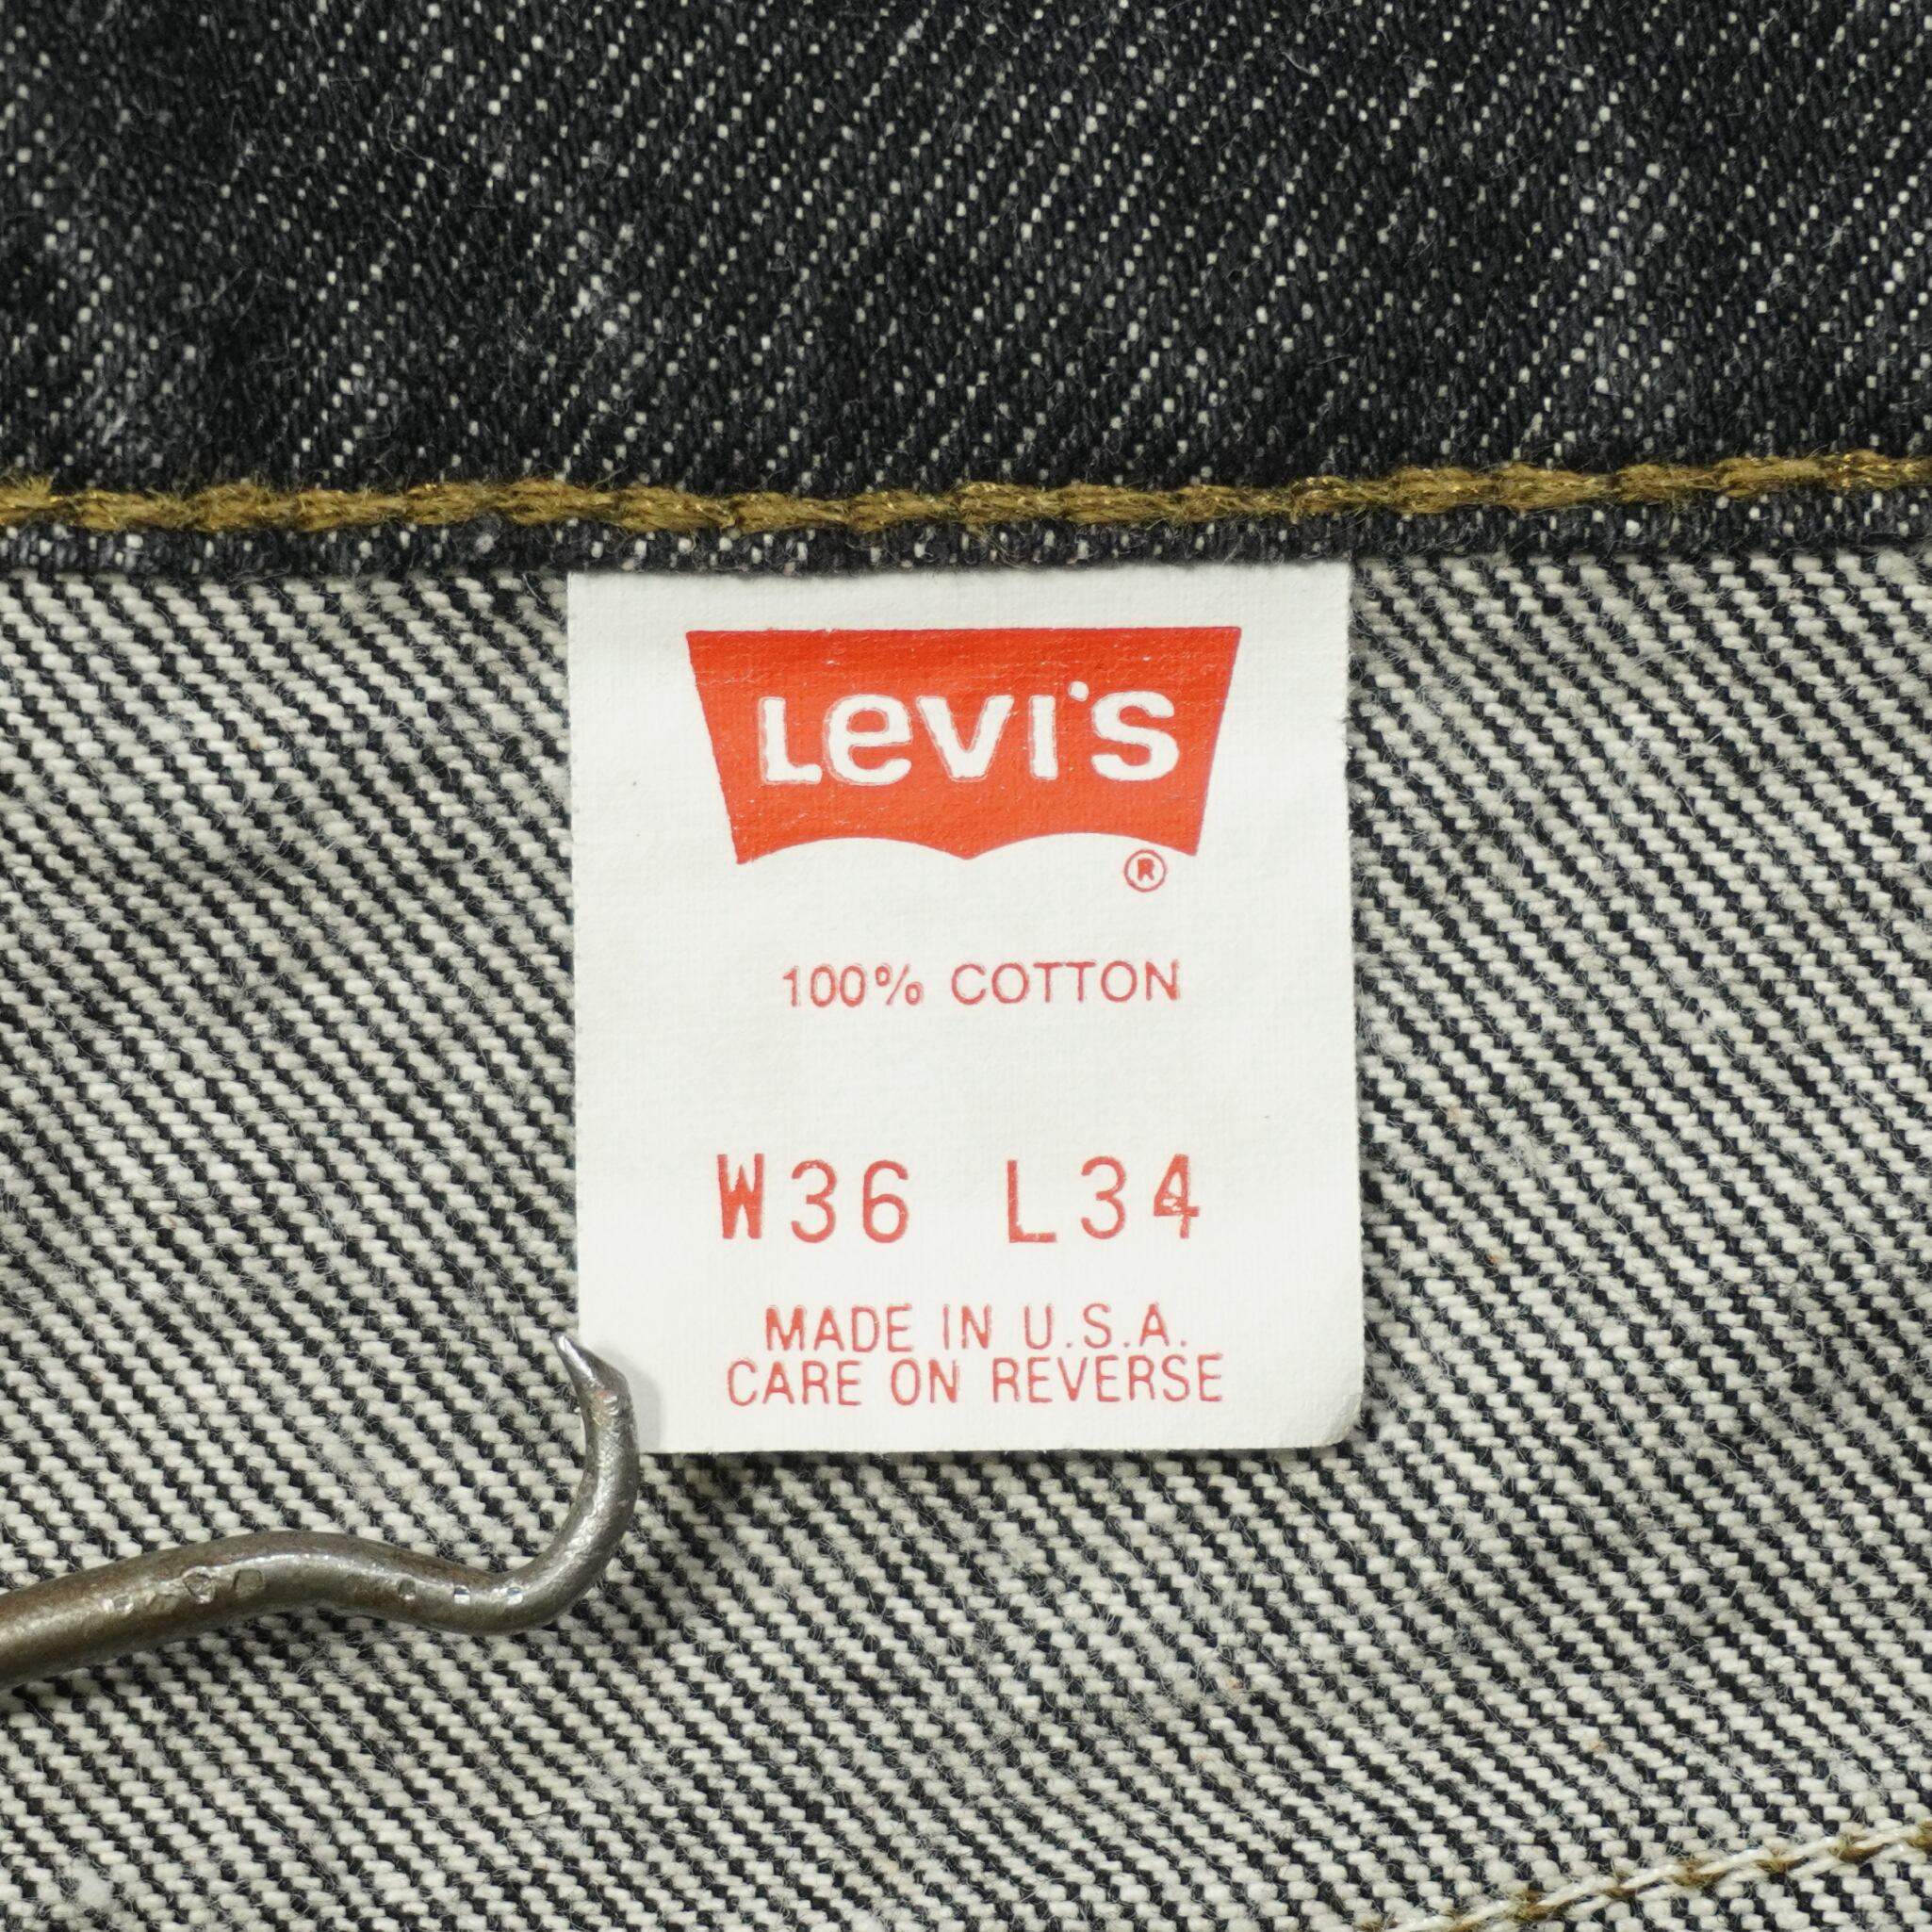 Levi's
®
100% COTTON
W36 L34
MADE IN U.S.A.
CARE ON REVERSE